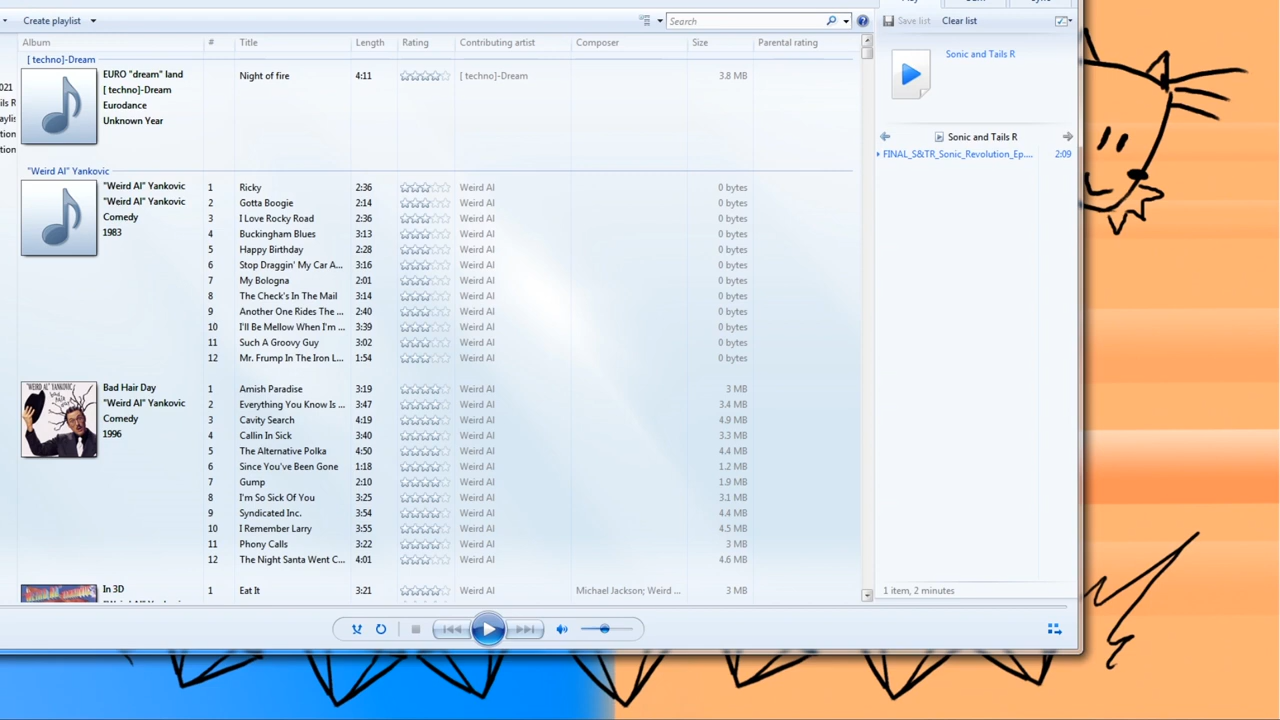 Create playlist
Search
Save list
Clear list
Album
#
Title
Length
Rating
Contributing artist
Composer
Size
Parental rating
[ techno]-Dream
EURO "dream" land
[ techno]-Dream
Eurodance
Unknown Year
Night of fire 4:11 [ techno]-Dream 3.8 MB
"Weird Al" Yankovic
"Weird Al" Yankovic
"Weird Al" Yankovic
Comedy
1983
1 Ricky 2:36 Weird Al 0 bytes
2 Gotta Boogie 2:14 Weird Al 0 bytes
3 I Love Rocky Road 2:36 Weird Al 0 bytes
4 Buckingham Blues 3:13 Weird Al 0 bytes
5 Happy Birthday 2:28 Weird Al 0 bytes
6 Stop Draggin' My Car A... 3:16 Weird Al 0 bytes
7 My Bologna 2:01 Weird Al 0 bytes
8 The Check's In The Mail 3:14 Weird Al 0 bytes
9 Another One Rides The ... 2:40 Weird Al 0 bytes
10 I'll Be Mellow When I'm ... 3:39 Weird Al 0 bytes
11 Such A Groovy Guy 3:02 Weird Al 0 bytes
12 Mr. Frump In The Iron L... 1:54 Weird Al 0 bytes
Bad Hair Day
"Weird Al" Yankovic
Comedy
1996
1 Amish Paradise 3:19 Weird Al 3 MB
2 Everything You Know Is ... 3:47 Weird Al 3.4 MB
3 Cavity Search 4:19 Weird Al 4.9 MB
4 Callin In Sick 3:40 Weird Al 3.3 MB
5 The Alternative Polka 4:50 Weird Al 4.4 MB
6 Since You've Been Gone 1:18 Weird Al 1.2 MB
7 Gump 2:10 Weird Al 1.9 MB
8 I'm So Sick Of You 3:25 Weird Al 3.1 MB
9 Syndicated Inc. 3:54 Weird Al 4.4 MB
10 I Remember Larry 3:55 Weird Al 4.5 MB
11 Phony Calls 3:22 Weird Al 3 MB
12 The Night Santa Went C... 4:01 Weird Al 4.6 MB
In 3D
1 Eat It 3:21 Weird Al Michael Jackson; Weird ... 3 MB
Sonic and Tails R
Sonic and Tails R
FINAL_S&TR_Sonic_Revolution_Ep.... 2:09
1 item, 2 minutes